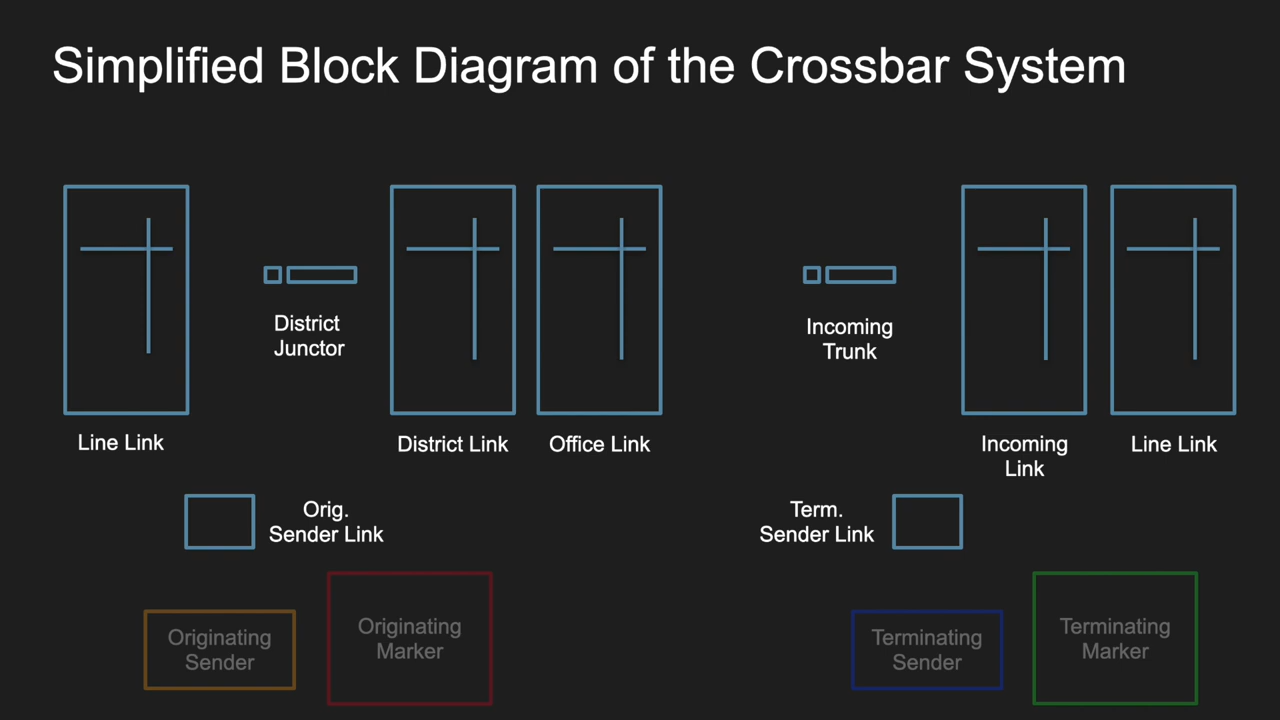 Simplified Block Diagram of the Crossbar System
District
Junctor
Incoming
Trunk
Line Link
District Link
Office Link
Incoming
Link
Line Link
Orig.
Sender Link
Term.
Sender Link
Originating
Sender
Originating
Marker
Terminating
Sender
Terminating
Marker